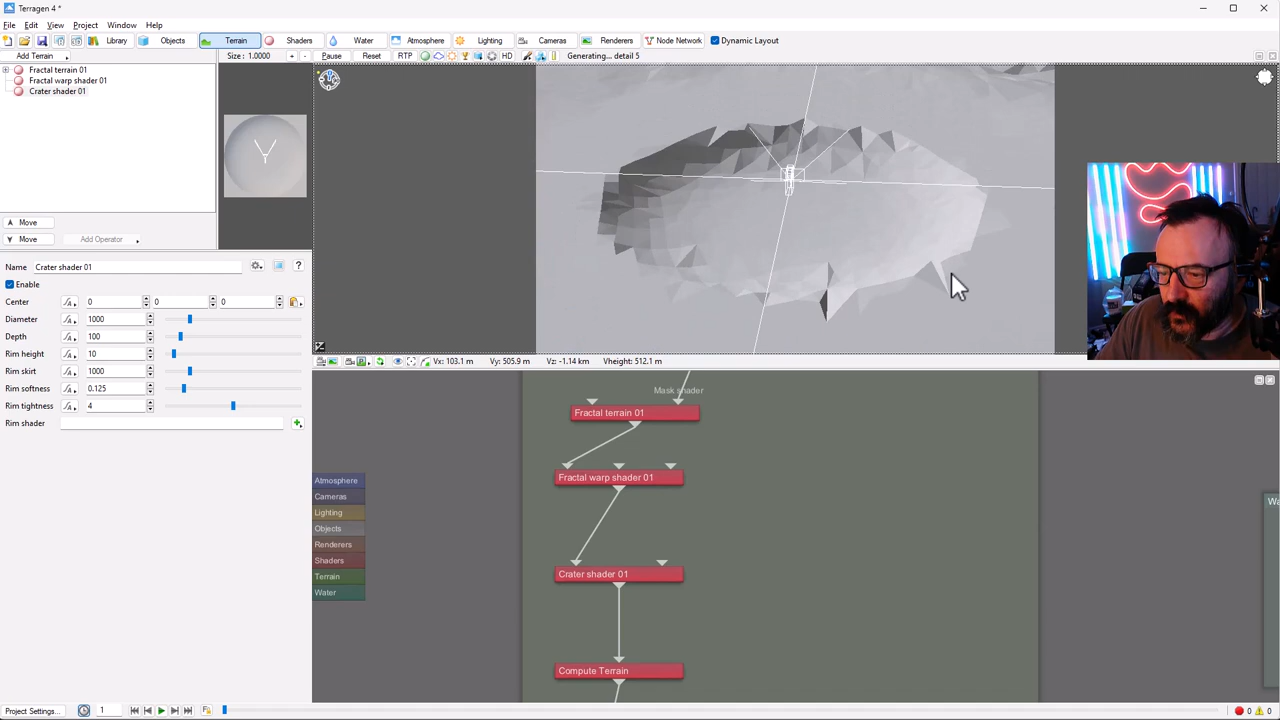 Terragen 4 *
File Edit View Project Window Help
Library Objects Terrain Shaders Water Atmosphere Lighting Cameras Renderers Node Network Dynamic Layout
Add Terrain Size : 1.0000 Pause Reset RTP HD Generating... detail 5
Fractal terrain 01
Fractal warp shader 01
Crater shader 01
Move
Move Add Operator
Name Crater shader 01 ?
Enable
Center 0 0 0
Diameter 1000
Depth 100
Rim height 10
Rim skirt 1000
Rim softness 0.125
Rim tightness 4
Rim shader
Vx: 103.1 m Vy: 505.9 m Vz: -1.14 km Vheight: 512.1 m
Mask shader
Fractal terrain 01
Fractal warp shader 01
Crater shader 01
Compute Terrain
Atmosphere
Cameras
Lighting
Objects
Renderers
Shaders
Terrain
Water
Wa
Project Settings... 1 0 0